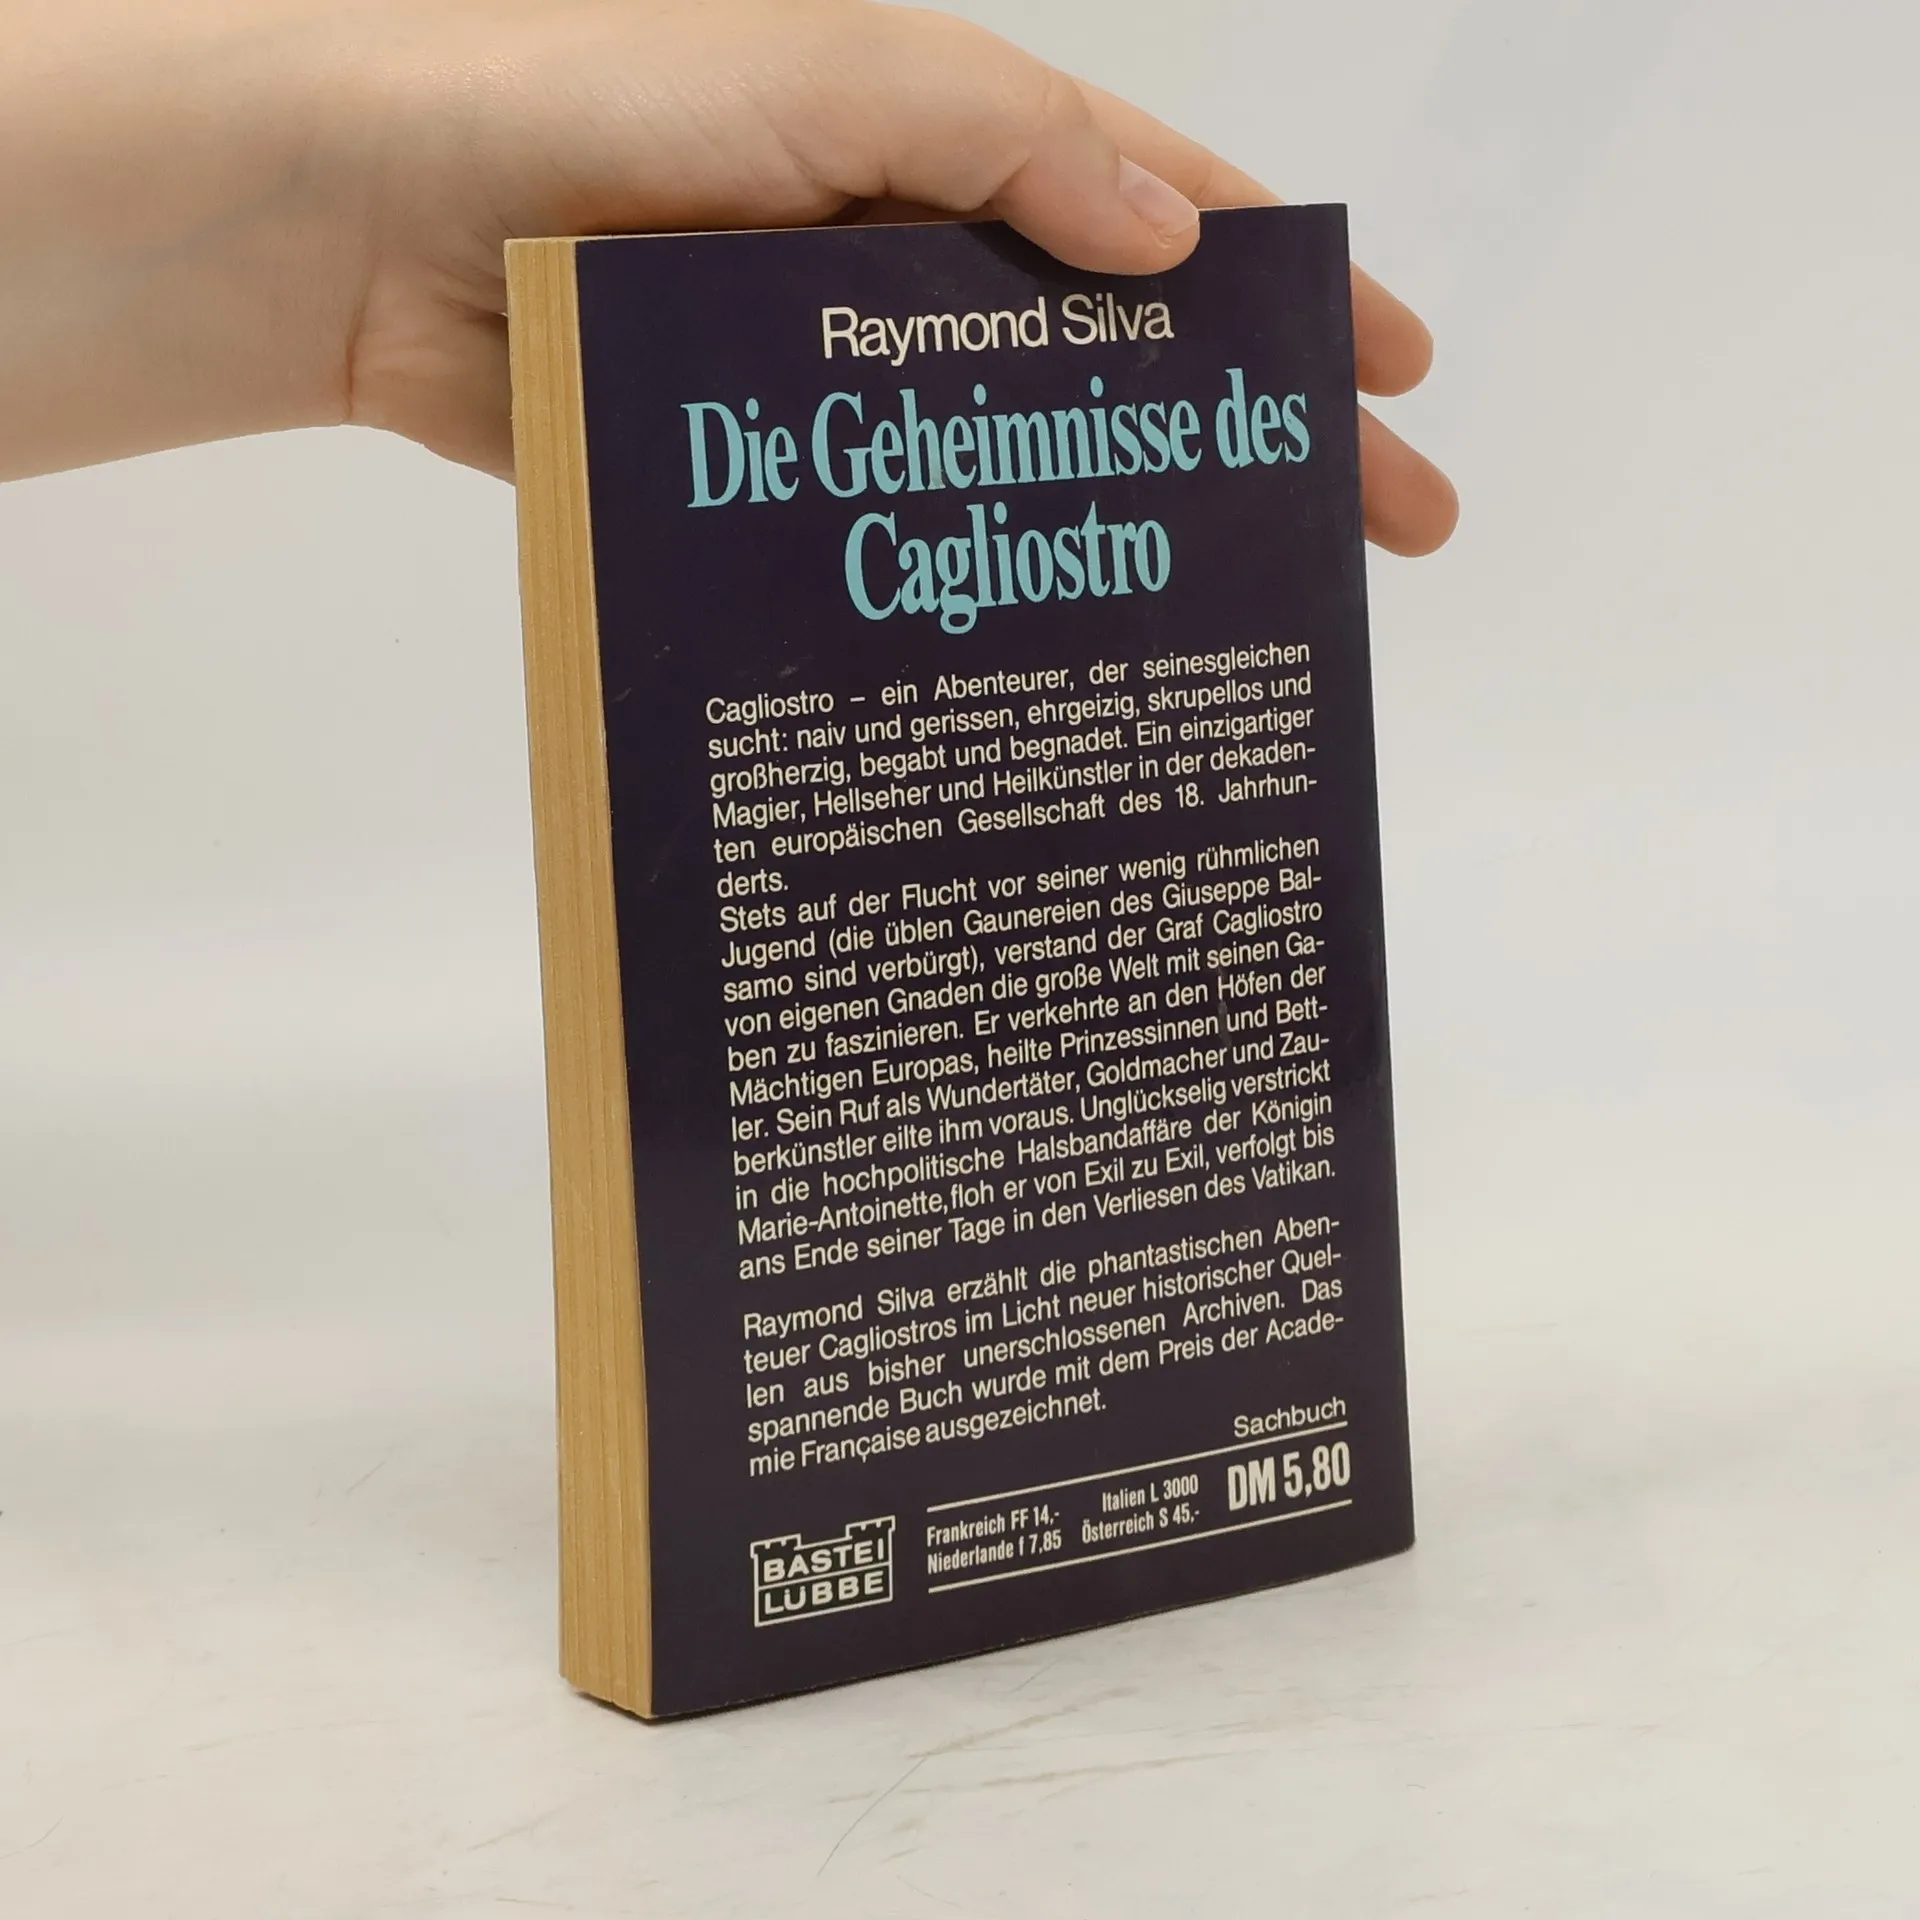 Raymond Silva
Die Geheimnisse des
Cagliostro
Cagliostro – ein Abenteurer, der seinesgleichen
sucht: naiv und gerissen, ehrgeizig, skrupellos und
großherzig, begabt und begnadet. Ein einzigartiger
Magier, Hellseher und Heilkünstler in der dekaden-
ten europäischen Gesellschaft des 18. Jahrhun-
derts.
Stets auf der Flucht vor seiner wenig rühmlichen
Jugend (die üblen Gaunereien des Giuseppe Bal-
samo sind verbürgt), verstand der Graf Cagliostro
von eigenen Gnaden die große Welt mit seinen Ga-
ben zu faszinieren. Er verkehrte an den Höfen der
Mächtigen Europas, heilte Prinzessinnen und Bett-
ler. Sein Ruf als Wundertäter, Goldmacher und Zau-
berkünstler eilte ihm voraus. Unglückselig verstrickt
in die hochpolitische Halsbandaffäre der Königin
Marie-Antoinette, floh er von Exil zu Exil, verfolgt bis
ans Ende seiner Tage in den Verliesen des Vatikan.
Raymond Silva erzählt die phantastischen Aben-
teuer Cagliostros im Licht neuer historischer Quel-
len aus bisher unerschlossenen Archiven. Das
spannende Buch wurde mit dem Preis der Acade-
mie Française ausgezeichnet.
Sachbuch
Frankreich FF 14,- Italien L 3000 DM 5,80
Niederlande f 7,85 Österreich S 45,-
BASTEI
LÜBBE